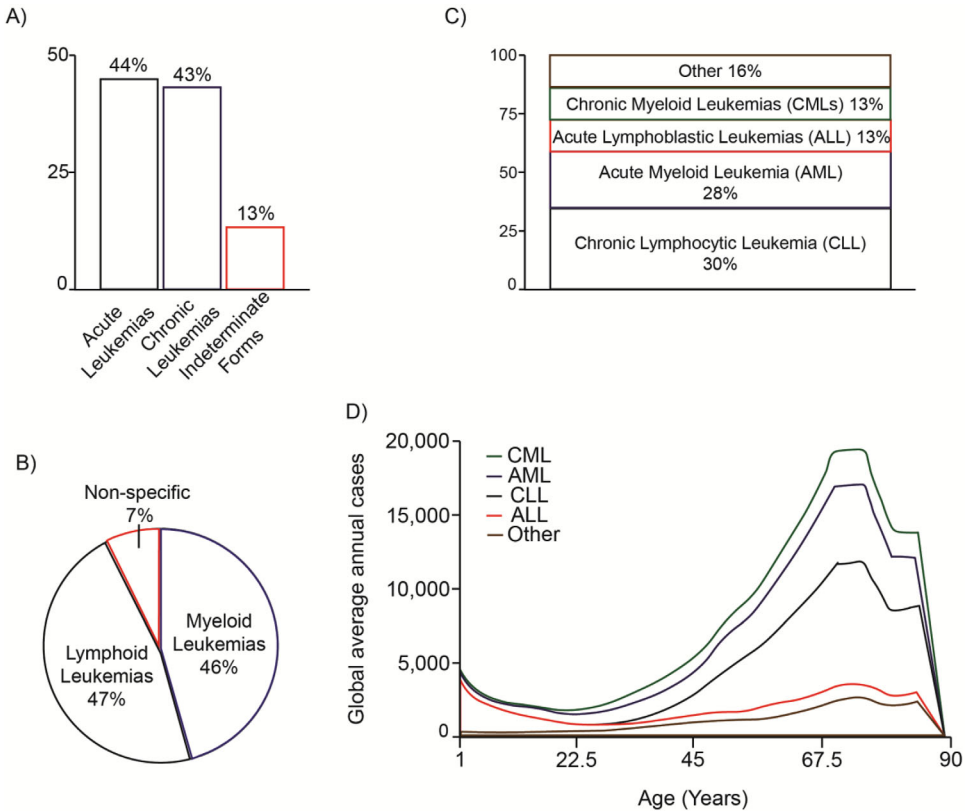 A)
50
25
0
44%
43%
13%
Acute
Leukemias
Chronic
Leukemias
Indeterminate
Forms
B)
Non-specific
7%
Myeloid
Leukemias
46%
Lymphoid
Leukemias
47%
C)
100
75
50
25
0
Other 16%
Chronic Myeloid Leukemias (CMLs) 13%
Acute Lymphoblastic Leukemias (ALL) 13%
Acute Myeloid Leukemia (AML)
28%
Chronic Lymphocytic Leukemia (CLL)
30%
D)
Global average annual cases
20,000
15,000
10,000
5,000
0
CML
AML
CLL
ALL
Other
1
22.5
45
67.5
90
Age (Years)